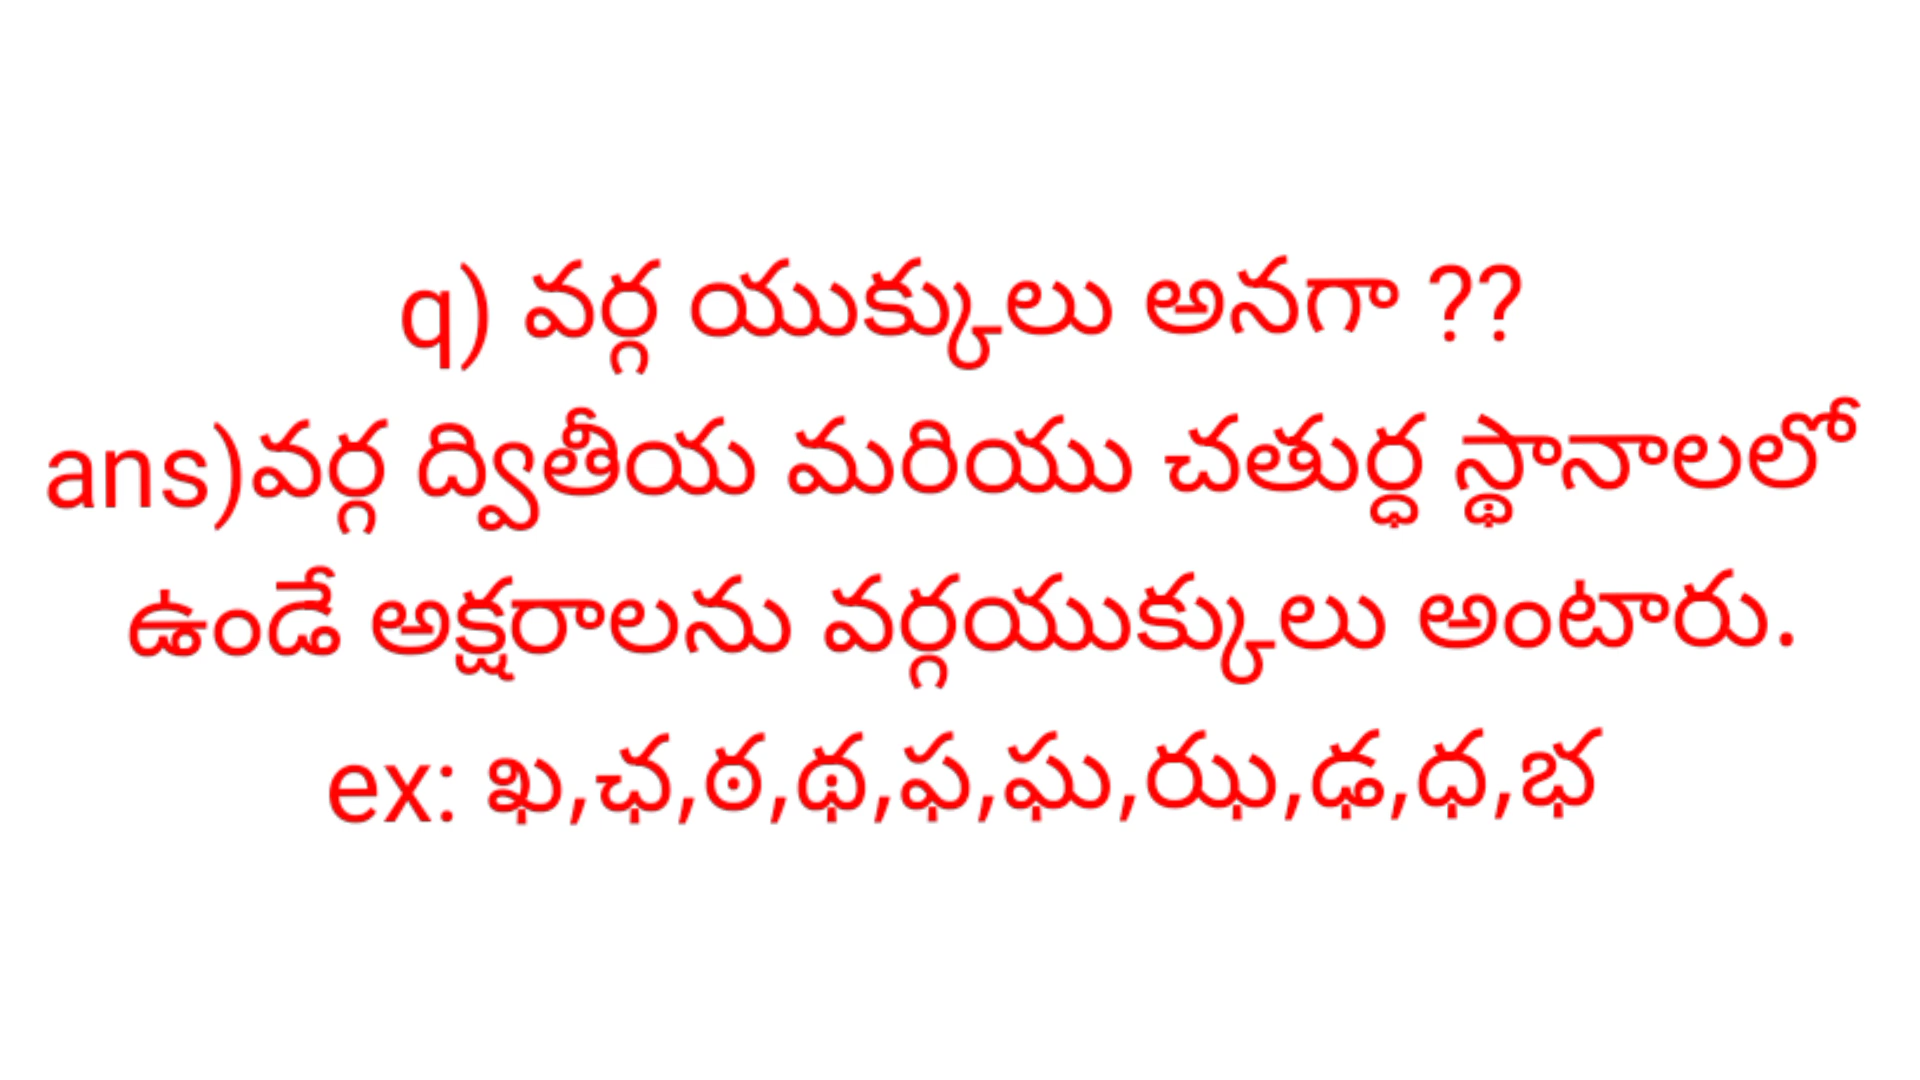 q) వర్గ యుక్కులు అనగా ??
ans)వర్గ ద్వితీయ మరియు చతుర్ధ స్థానాలలో
ఉండే అక్షరాలను వర్గయుక్కులు అంటారు.
ex: ఖ,ఛ,ఠ,థ,ఫ,ఘ,ఝ,ఢ,ధ,భ